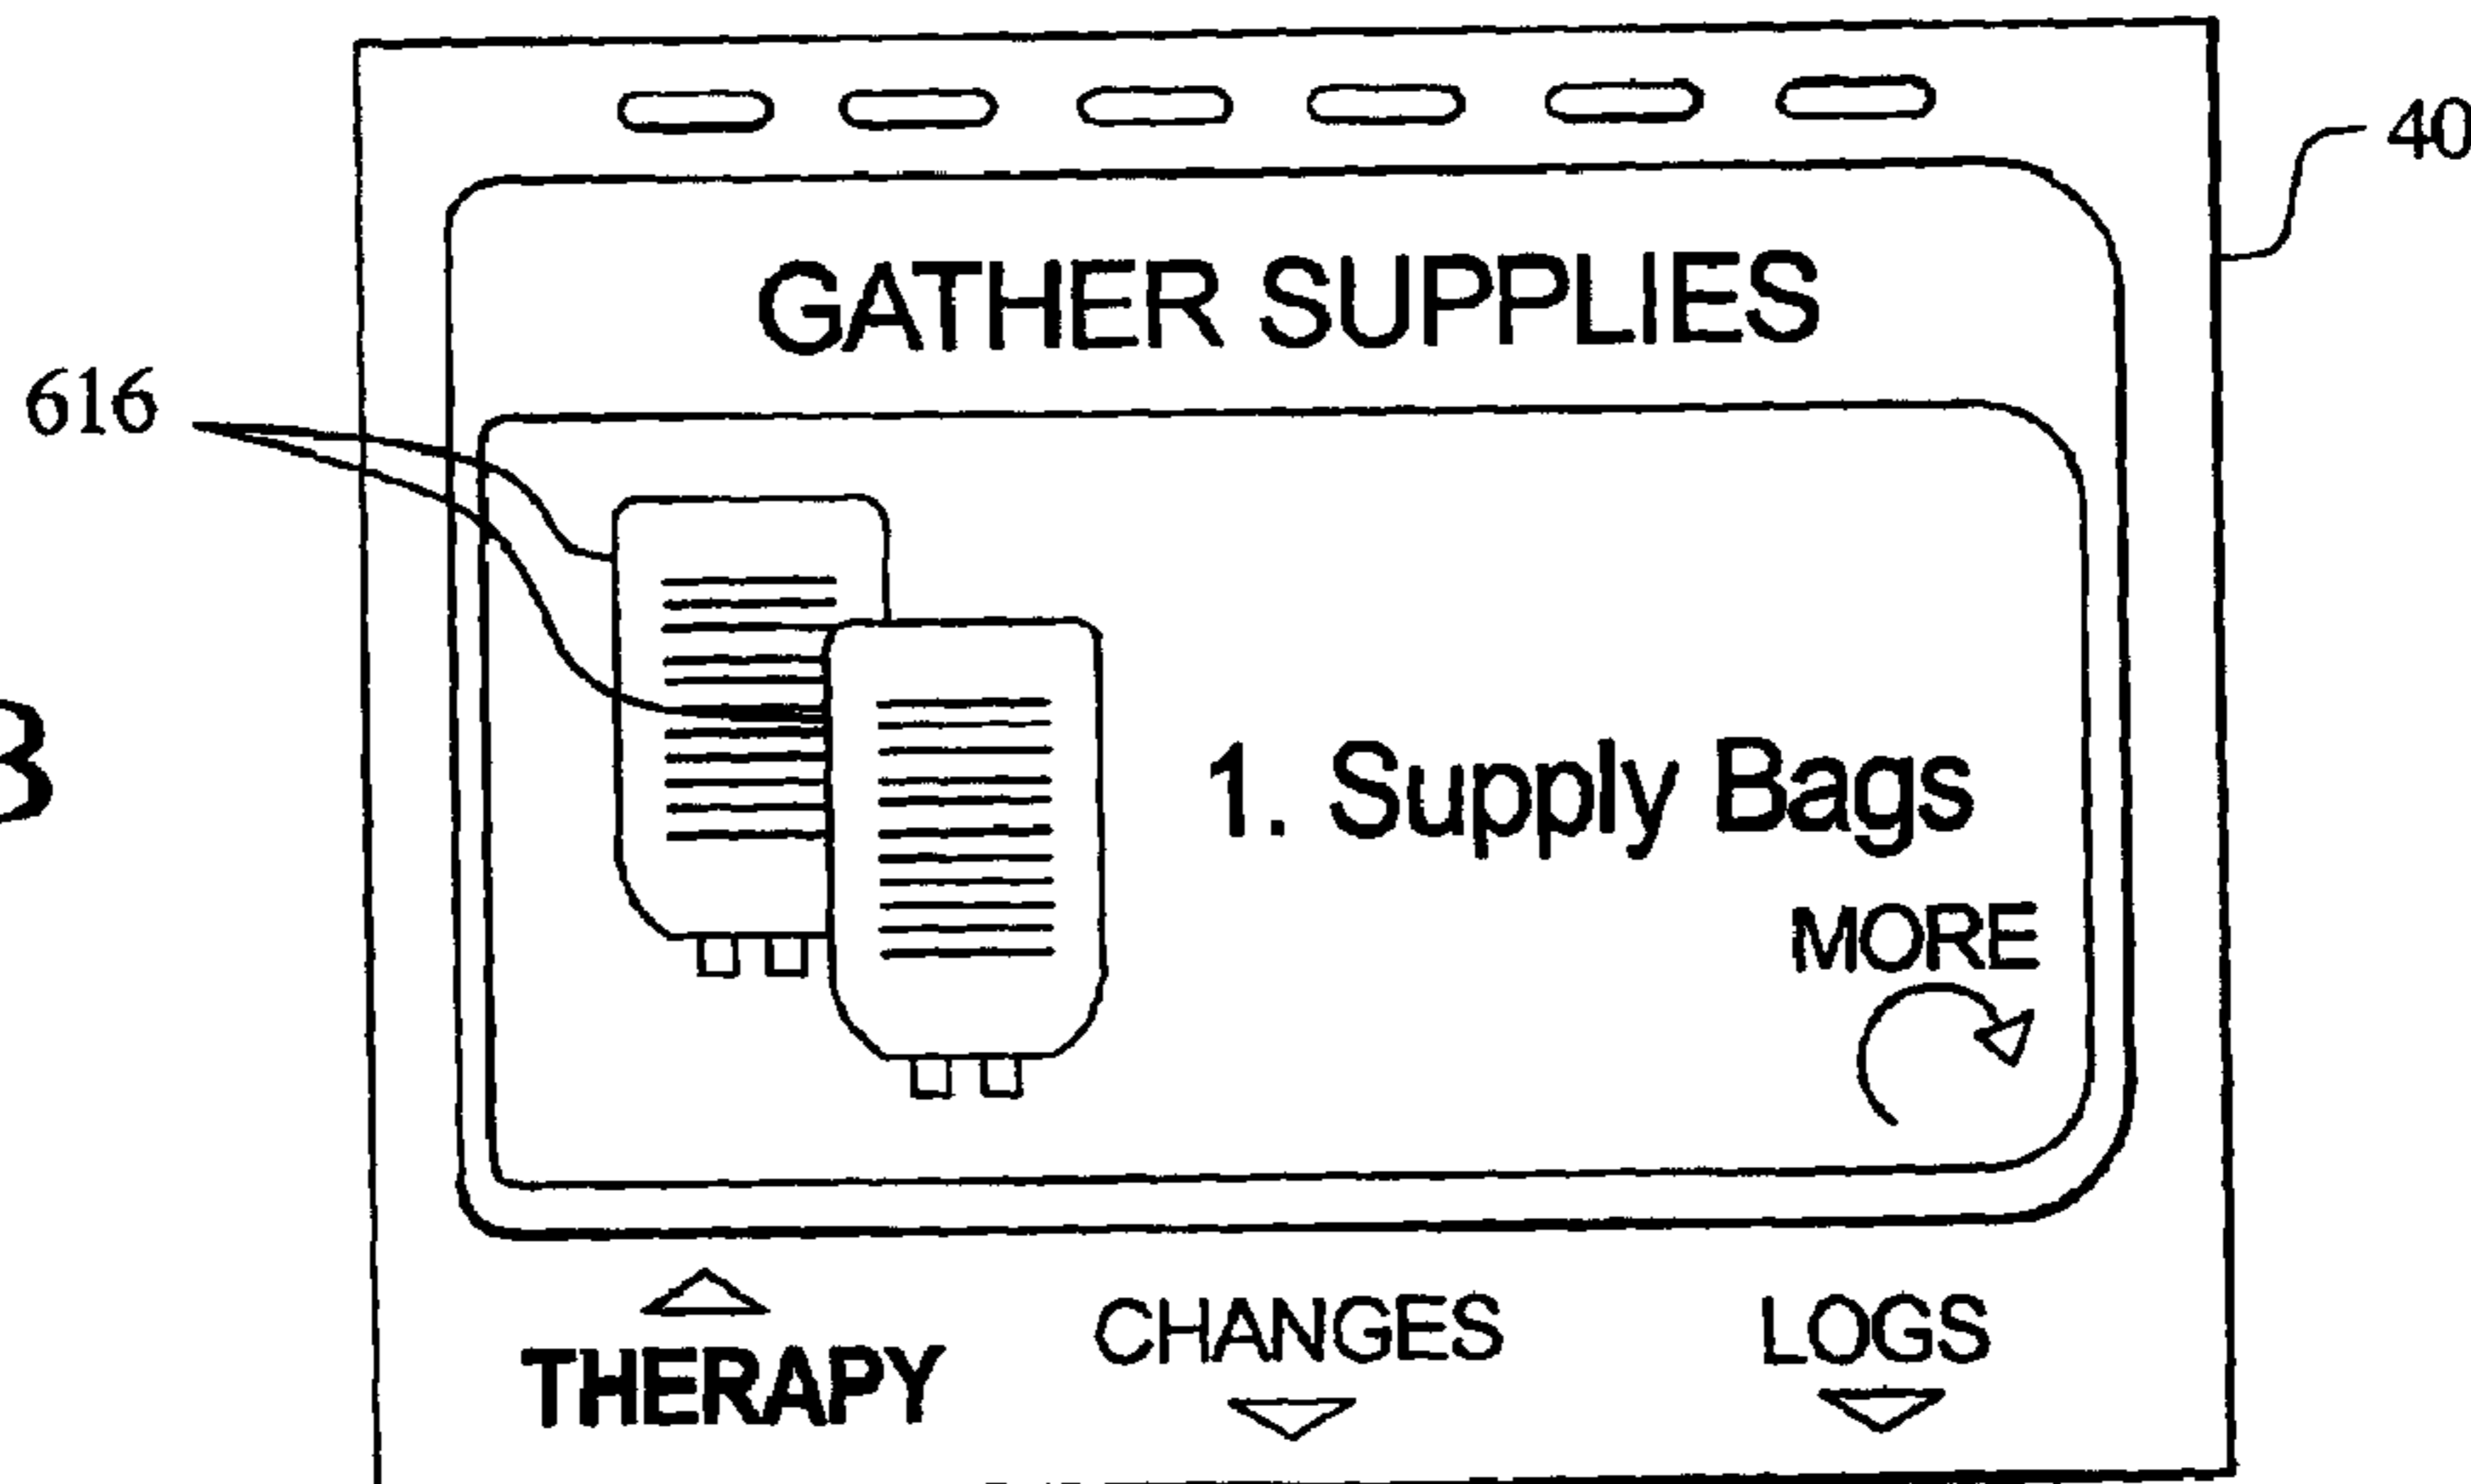 40
GATHER SUPPLIES
616
1. Supply Bags
MORE
THERAPY
CHANGES
LOGS